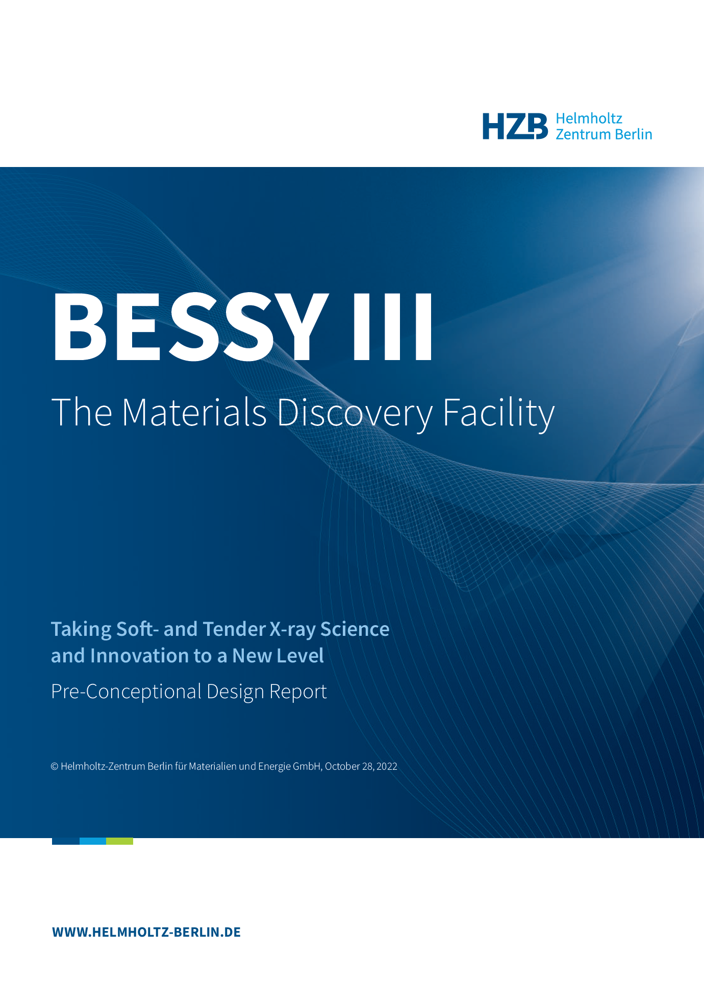 HZB Helmholtz
Zentrum Berlin
BESSY III
The Materials Discovery Facility
Taking Soft- and Tender X-ray Science
and Innovation to a New Level
Pre-Conceptional Design Report
© Helmholtz-Zentrum Berlin für Materialien und Energie GmbH, October 28, 2022
WWW.HELMHOLTZ-BERLIN.DE